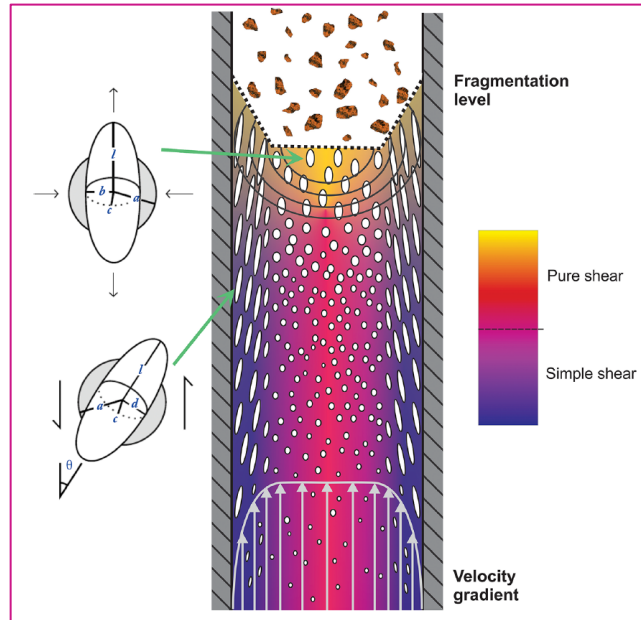 Fragmentation
level
l
b
a
c
Pure shear
Simple shear
l
a
d
c
θ
Velocity
gradient